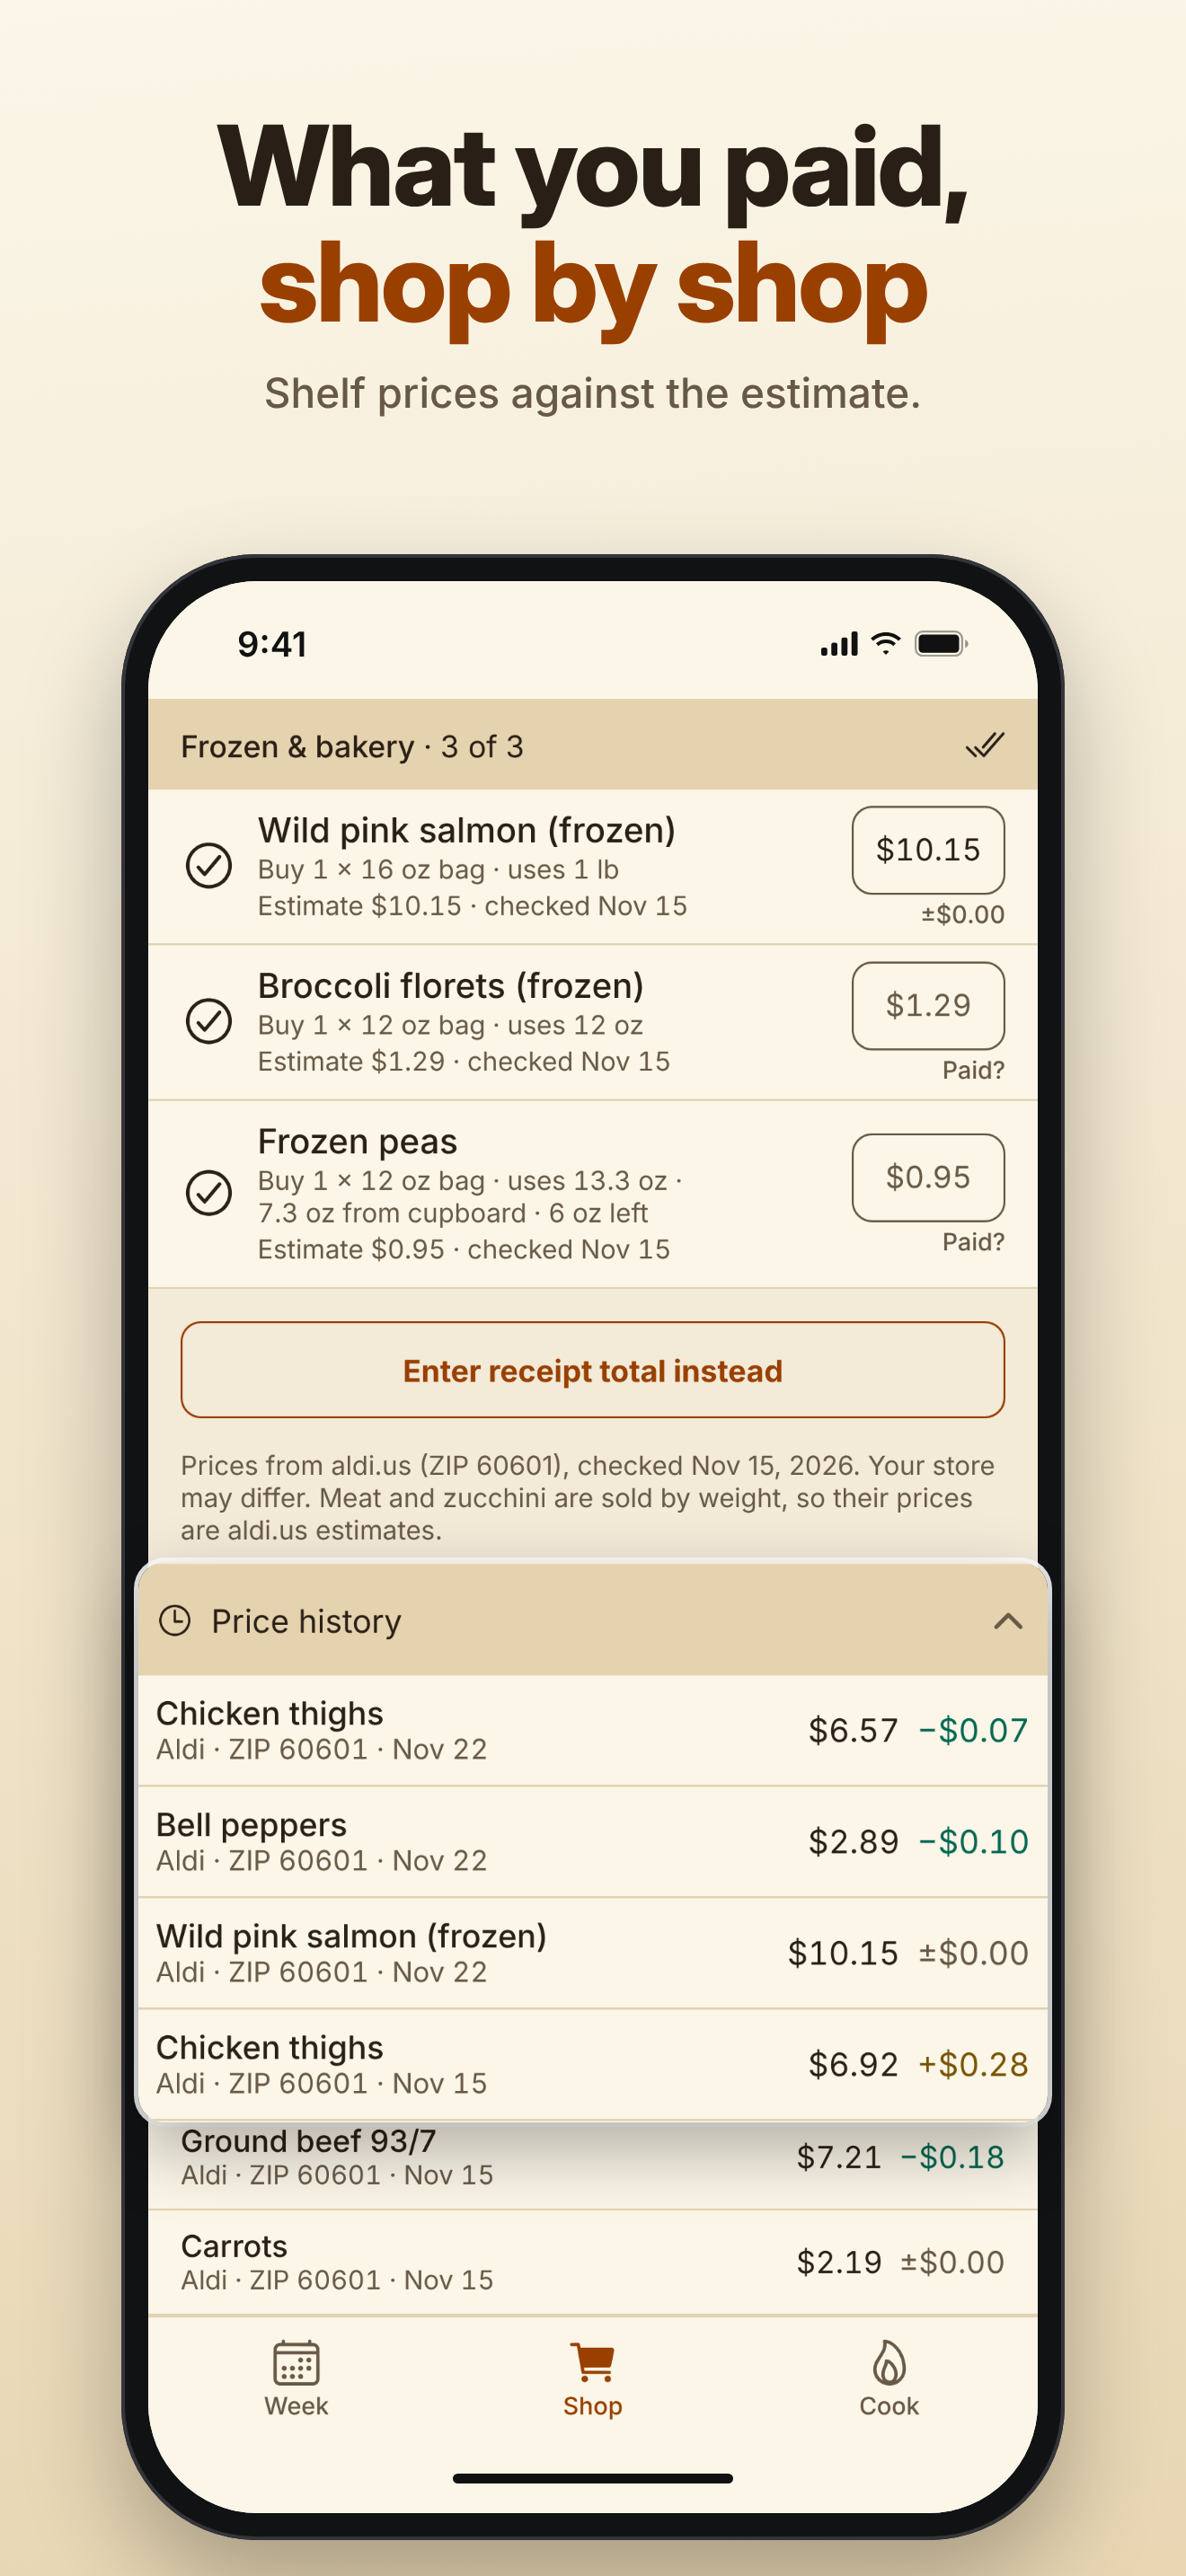 What you paid,
shop by shop
Shelf prices against the estimate.
9:41
Frozen & bakery · 3 of 3
Wild pink salmon (frozen)
Buy 1 × 16 oz bag · uses 1 lb
Estimate $10.15 · checked Nov 15
$10.15
±$0.00
Broccoli florets (frozen)
Buy 1 × 12 oz bag · uses 12 oz
Estimate $1.29 · checked Nov 15
$1.29
Paid?
Frozen peas
Buy 1 × 12 oz bag · uses 13.3 oz ·
7.3 oz from cupboard · 6 oz left
Estimate $0.95 · checked Nov 15
$0.95
Paid?
Enter receipt total instead
Prices from aldi.us (ZIP 60601), checked Nov 15, 2026. Your store
may differ. Meat and zucchini are sold by weight, so their prices
are aldi.us estimates.
Price history
Chicken thighs
Aldi · ZIP 60601 · Nov 22
$6.57 −$0.07
Bell peppers
Aldi · ZIP 60601 · Nov 22
$2.89 −$0.10
Wild pink salmon (frozen)
Aldi · ZIP 60601 · Nov 22
$10.15 ±$0.00
Chicken thighs
Aldi · ZIP 60601 · Nov 15
$6.92 +$0.28
Ground beef 93/7
Aldi · ZIP 60601 · Nov 15
$7.21 −$0.18
Carrots
Aldi · ZIP 60601 · Nov 15
$2.19 ±$0.00
Week
Shop
Cook